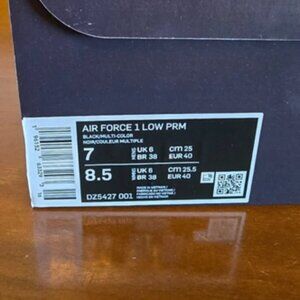 AIR FORCE 1 LOW PRM
BLACK/MULTI-COLOR
NOIR/COULEUR MULTIPLE
7 UK 6 CM 25
BR 38 EUR 40
8.5 UK 6 CM 25.5
BR 38 EUR 40
DZ5427 001
MADE IN VIETNAM